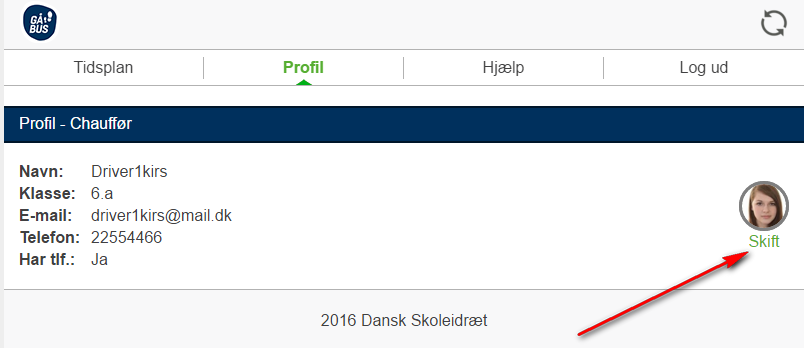 GÅ
BUS
Tidsplan
Profil
Hjælp
Log ud
Profil - Chauffør
Navn: Driver1kirs
Klasse: 6.a
E-mail: driver1kirs@mail.dk
Telefon: 22554466
Har tlf.: Ja
Skift
2016 Dansk Skoleidræt